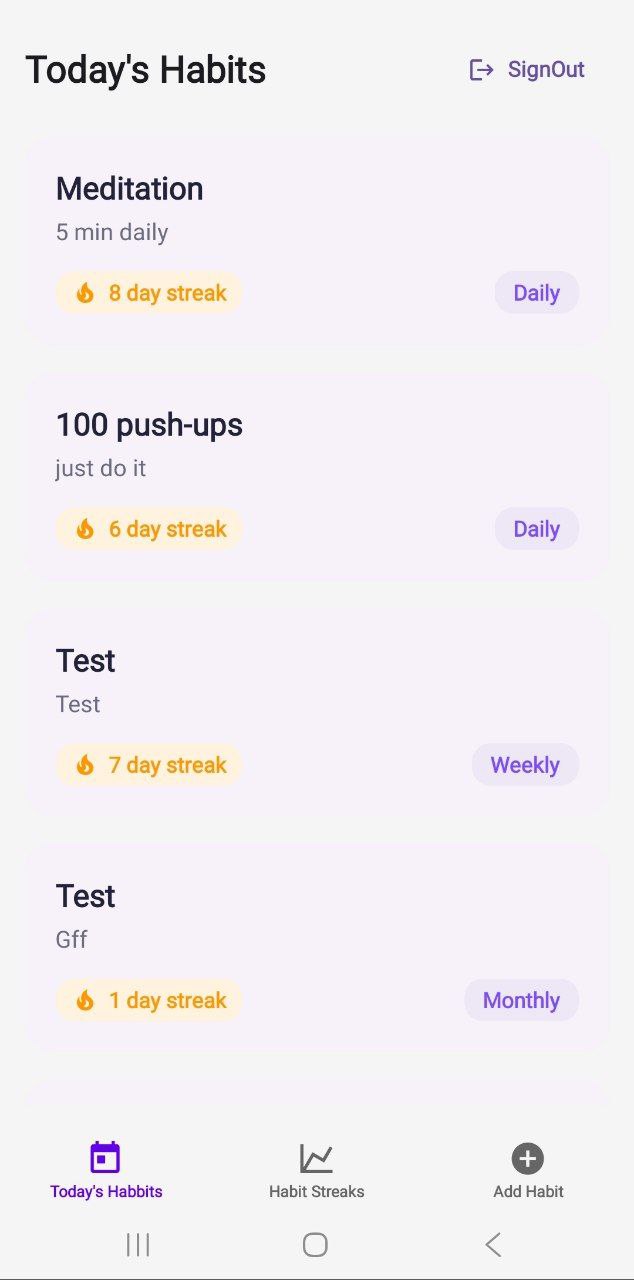 Today's Habits
SignOut
Meditation
5 min daily
8 day streak
Daily
100 push-ups
just do it
6 day streak
Daily
Test
Test
7 day streak
Weekly
Test
Gff
1 day streak
Monthly
Today's Habbits
Habit Streaks
Add Habit